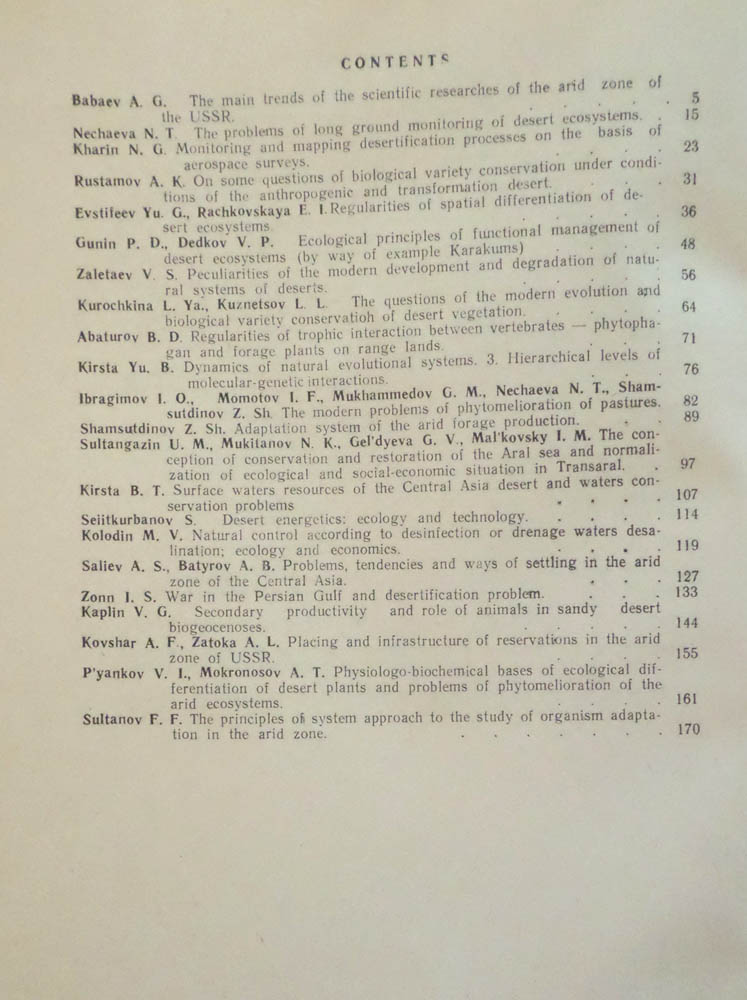 CONTENTS
Babaev A. G. The main trends of the scientific researches of the arid zone of
the USSR. . . . . 5
Nechaeva N. T. The problems of long ground monitoring of desert ecosystems. . 15
Kharin N. G. Monitoring and mapping desertification processes on the basis of
aerospace surveys. . . . . 23
Rustamov A. K. On some questions of biological variety conservation under condi-
tions of the anthropogenic and transformation desert. . . . 31
Evstifeev Yu. G., Rachkovskaya E. I. Regularities of spatial differentiation of de-
sert ecosystems . . . . . 36
Gunin P. D., Dedkov V. P. Ecological principles of functional management of
desert ecosystems (by way of example Karakums) . . . 48
Zaletaev V. S. Peculiarities of the modern development and degradation of natu-
ral systems of deserts. . . . . 56
Kurochkina L. Ya., Kuznetsov L. L. The questions of the modern evolution and
biological variety conservatioh of desert vegetation. . . . 64
Abaturov B. D. Regularities of trophic interaction between vertebrates — phytopha-
gan and forage plants on range lands. . . . . 71
Kirsta Yu. B. Dynamics of natural evolutional systems. 3. Hierarchical levels of
molecular-genetic interactions. . . . . 76
Ibragimov I. O., Momotov I. F., Mukhammedov G. M., Nechaeva N. T., Sham-
sutdinov Z. Sh. The modern problems of phytomelioration of pastures. 82
Shamsutdinov Z. Sh. Adaptation system of the arid forage production. . . 89
Sultangazin U. M., Mukitanov N. K., Gel'dyeva G. V., Mal'kovsky I. M. The con-
ception of conservation and restoration of the Aral sea and normali-
zation of ecological and social-economic situation in Transaral. . 97
Kirsta B. T. Surface waters resources of the Central Asia desert and waters con-
servation problems . . . . 107
Seiitkurbanov S. Desert energetics: ecology and technology. . . . . 114
Kolodin M. V. Natural control according to desinfection or drenage waters desa-
lination; ecology and economics. . . . . 119
Saliev A. S., Batyrov A. B. Problems, tendencies and ways of settling in the arid
zone of the Central Asia. . . . 127
Zonn I. S. War in the Persian Gulf and desertification problem. . . . 133
Kaplin V. G. Secondary productivity and role of animals in sandy desert
biogeocenoses. . . . . . 144
Kovshar A. F., Zatoka A. L. Placing and infrastructure of reservations in the arid
zone of USSR. . . . . 155
P'yankov V. I., Mokronosov A. T. Physiologo-biochemical bases of ecological dif-
ferentiation of desert plants and problems of phytomelioration of the
arid ecosystems. . . . . 161
Sultanov F. F. The principles of system approach to the study of organism adapta-
tion in the arid zone. . . . . . . 170